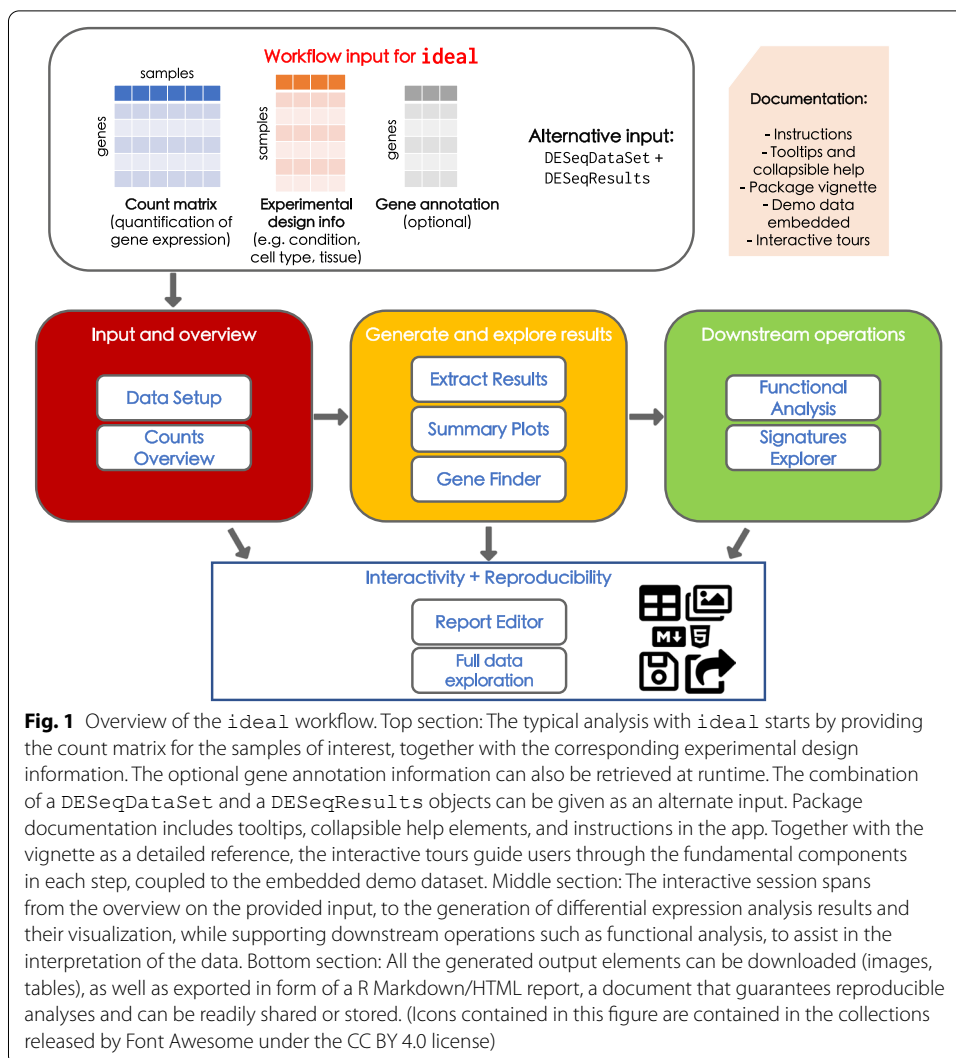 Workflow input for ideal
samples
genes
Count matrix
(quantification of
gene expression)
samples
Experimental
design info
(e.g. condition,
cell type, tissue)
genes
Gene annotation
(optional)
Alternative input:
DESeqDataSet +
DESeqResults
Documentation:
- Instructions
- Tooltips and
collapsible help
- Package vignette
- Demo data
embedded
- Interactive tours
Input and overview
Data Setup
Counts
Overview
Generate and explore results
Extract Results
Summary Plots
Gene Finder
Downstream operations
Functional
Analysis
Signatures
Explorer
Interactivity + Reproducibility
Report Editor
Full data
exploration
M
5
Fig. 1 Overview of the ideal workflow. Top section: The typical analysis with ideal starts by providing
the count matrix for the samples of interest, together with the corresponding experimental design
information. The optional gene annotation information can also be retrieved at runtime. The combination
of a DESeqDataSet and a DESeqResults objects can be given as an alternate input. Package
documentation includes tooltips, collapsible help elements, and instructions in the app. Together with the
vignette as a detailed reference, the interactive tours guide users through the fundamental components
in each step, coupled to the embedded demo dataset. Middle section: The interactive session spans
from the overview on the provided input, to the generation of differential expression analysis results and
their visualization, while supporting downstream operations such as functional analysis, to assist in the
interpretation of the data. Bottom section: All the generated output elements can be downloaded (images,
tables), as well as exported in form of a R Markdown/HTML report, a document that guarantees reproducible
analyses and can be readily shared or stored. (Icons contained in this figure are contained in the collections
released by Font Awesome under the CC BY 4.0 license)